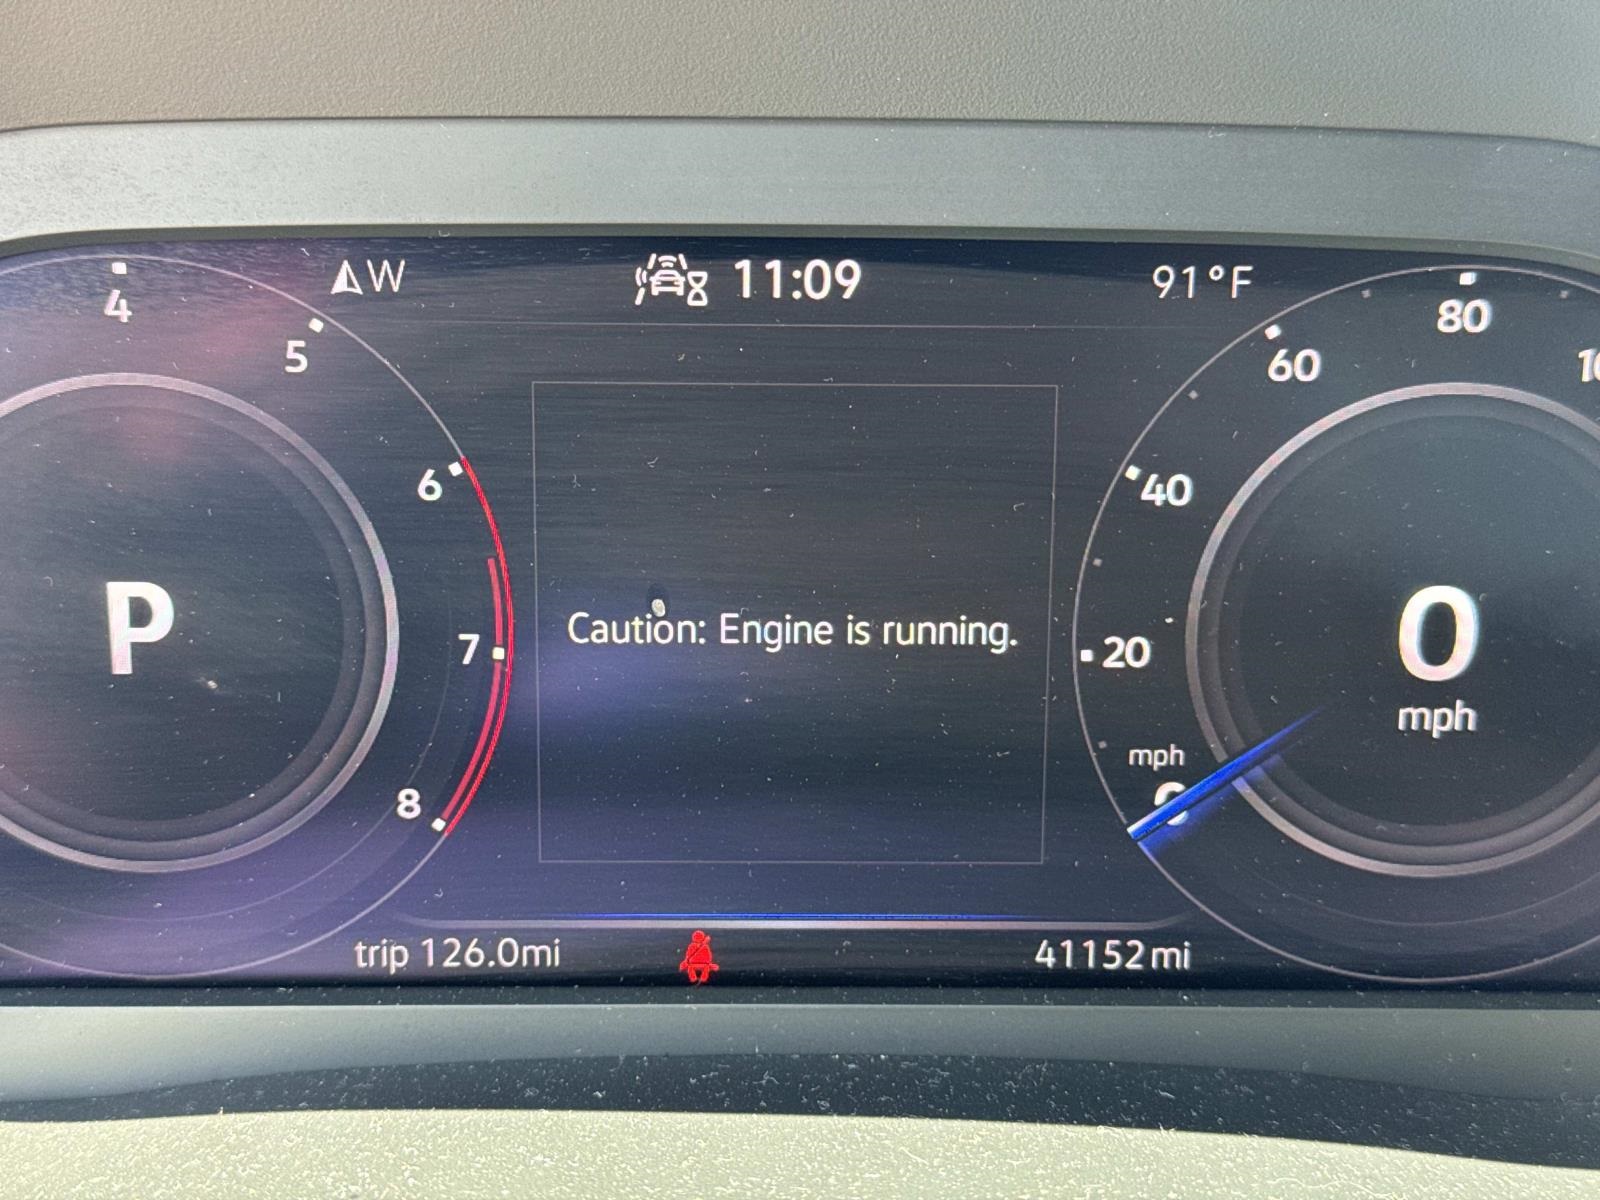 W
11:09
91°F
4
5
6
7
8
P
Caution: Engine is running.
80
60
40
20
mph
0
mph
trip 126.0mi
41152mi